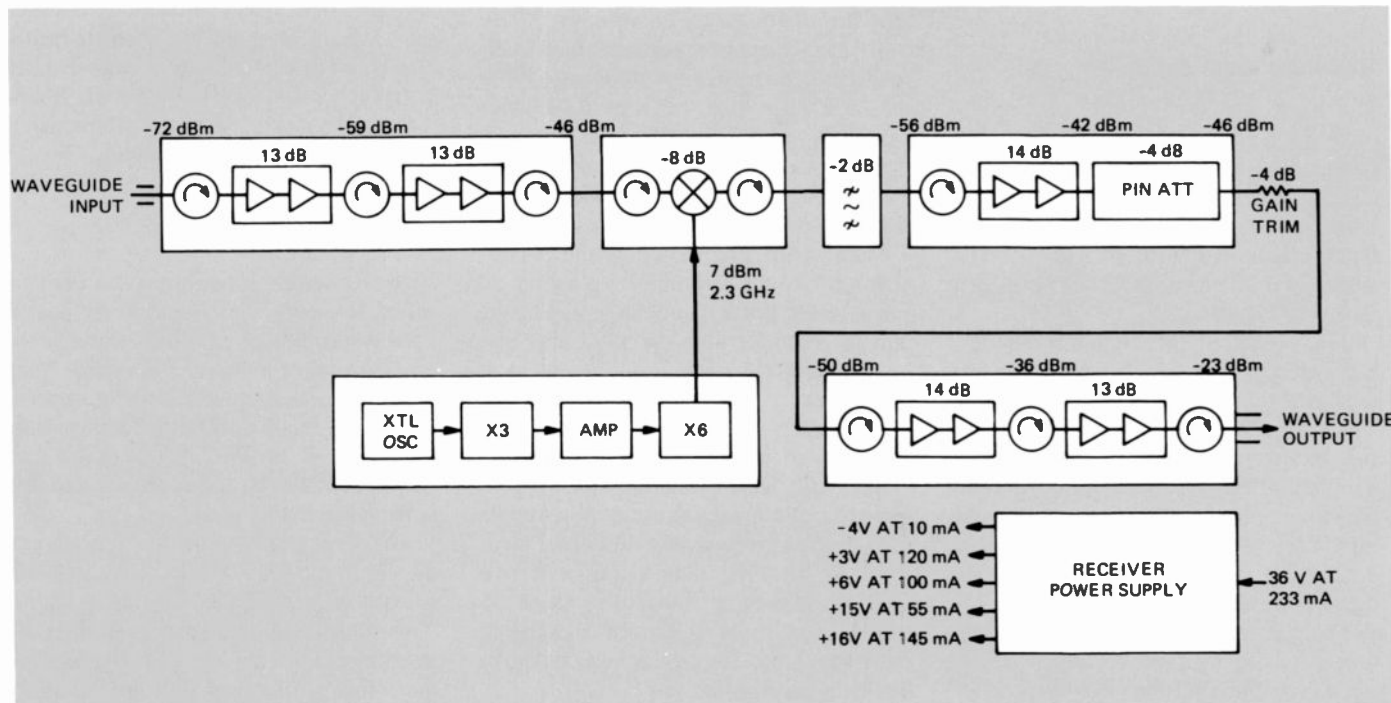 -72 dBm
-59 dBm
-46 dBm
-56 dBm
-42 dBm
-46 dBm
13 dB
13 dB
-8 dB
-2 dB
14 dB
-4 dB
PIN ATT
-4 dB
GAIN
TRIM
WAVEGUIDE
INPUT
7 dBm
2.3 GHz
XTL
OSC
X3
AMP
X6
-50 dBm
-36 dBm
-23 dBm
14 dB
13 dB
WAVEGUIDE
OUTPUT
-4V AT 10 mA
+3V AT 120 mA
+6V AT 100 mA
+15V AT 55 mA
+16V AT 145 mA
RECEIVER
POWER SUPPLY
36 V AT
233 mA